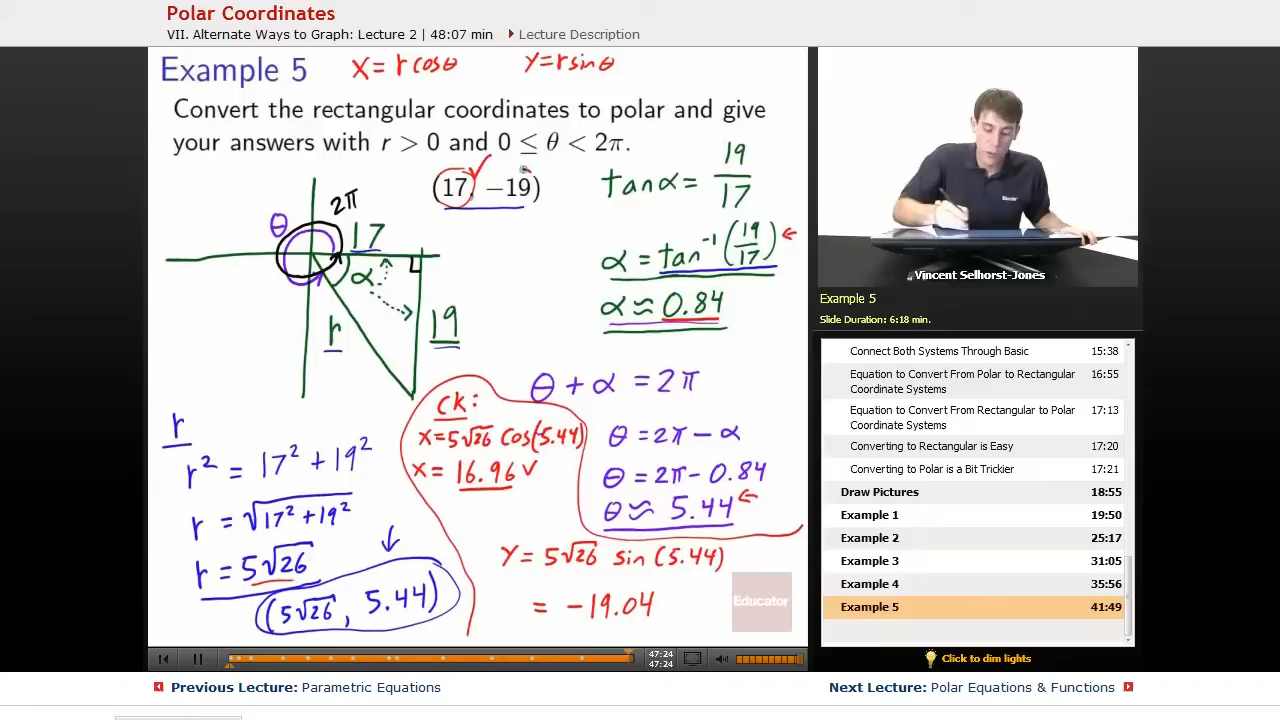 Polar Coordinates
VII. Alternate Ways to Graph: Lecture 2 | 48:07 min
Lecture Description
Example 5
x = r cosθ
y = r sinθ
Convert the rectangular coordinates to polar and give
your answers with r > 0 and 0 ≤ θ < 2π.
(17, −19)
tanα = 19/17
α = tan⁻¹(19/17) ←
α ≈ 0.84
2π
θ
17
α
r
19
θ + α = 2π
θ = 2π − α
θ = 2π − 0.84
θ ≈ 5.44 ←
r
r² = 17² + 19²
r = √17² + 19²
r = 5√26
(5√26, 5.44)
CK:
x = 5√26 cos(5.44)
x = 16.96 ✓
y = 5√26 sin(5.44)
= −19.04
Educator
47:24
47:24
Vincent Selhorst-Jones
Example 5
Slide Duration: 6:18 min.
Connect Both Systems Through Basic 15:38
Equation to Convert From Polar to Rectangular 16:55
Coordinate Systems
Equation to Convert From Rectangular to Polar 17:13
Coordinate Systems
Converting to Rectangular is Easy 17:20
Converting to Polar is a Bit Trickier 17:21
Draw Pictures 18:55
Example 1 19:50
Example 2 25:17
Example 3 31:05
Example 4 35:56
Example 5 41:49
Click to dim lights
Previous Lecture: Parametric Equations
Next Lecture: Polar Equations & Functions